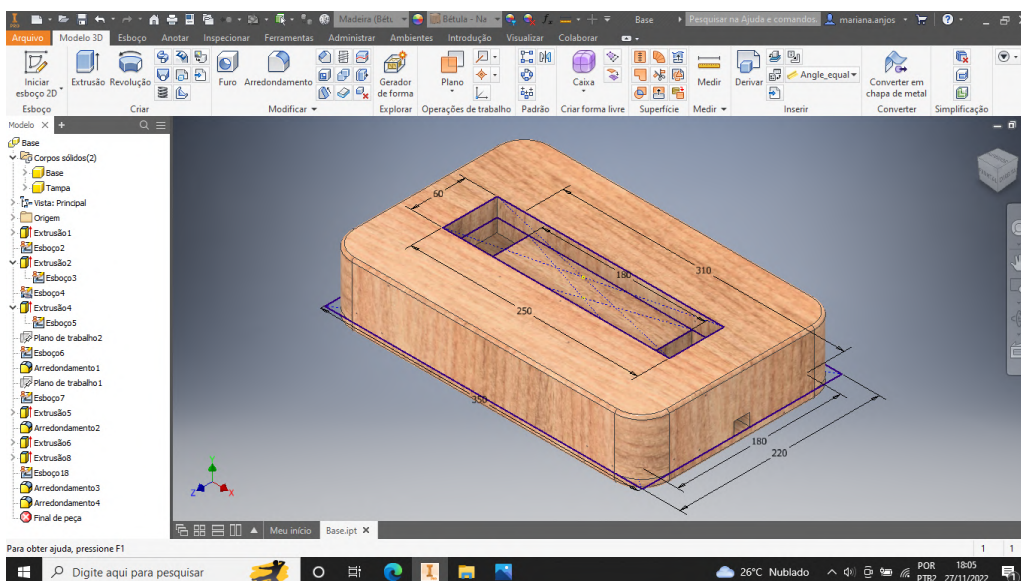 Madeira (Bétu.
Bétula - Na
Base
Pesquisar na Ajuda e comandos.
mariana.anjos
Arquivo Modelo 3D Esboço Anotar Inspecionar Ferramentas Administrar Ambientes Introdução Visualizar Colaborar
Iniciar esboço 2D
Extrusão Revolução
Furo Arredondamento
Gerador de forma
Plano
Caixa
Medir
Derivar
Angle_equal
Converter em chapa de metal
Esboço Criar Modificar Explorar Operações de trabalho Padrão Criar forma livre Superfície Medir Inserir Converter Simplificação
Modelo
Base
Corpos sólidos(2)
Base
Tampa
Vista: Principal
Origem
Extrusão1
Esboço2
Extrusão2
Esboço3
Esboço4
Extrusão4
Esboço5
Plano de trabalho2
Esboço6
Arredondamento1
Plano de trabalho1
Esboço7
Extrusão5
Arredondamento2
Extrusão6
Extrusão8
Esboço18
Arredondamento3
Arredondamento4
Final de peça
60
180
310
250
350
180
220
Y
Z X
Meu início Base.ipt
Para obter ajuda, pressione F1
1 1
Digite aqui para pesquisar
26°C Nublado
POR
PTB2
18:05
27/11/2022